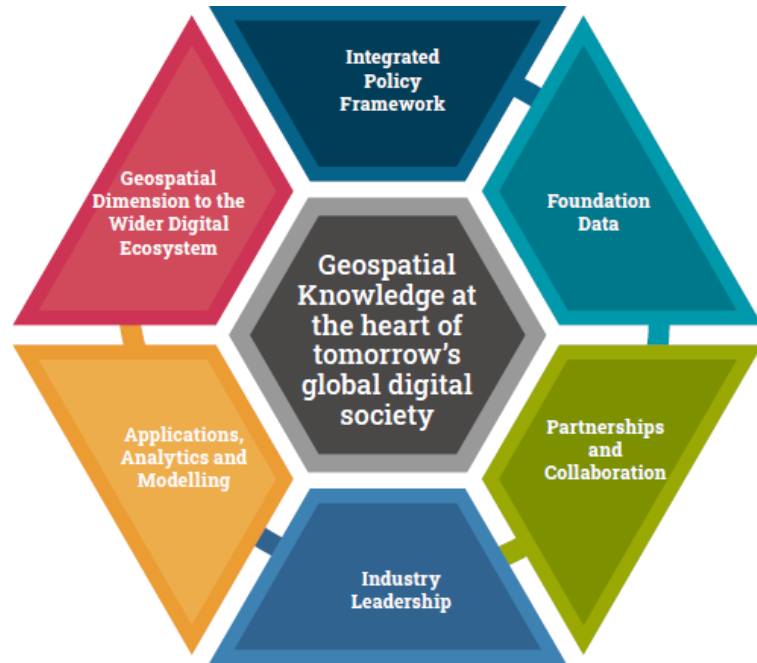 Integrated
Policy
Framework
Foundation
Data
Partnerships
and
Collaboration
Industry
Leadership
Applications,
Analytics and
Modelling
Geospatial
Dimension to the
Wider Digital
Ecosystem
Geospatial
Knowledge at
the heart of
tomorrow's
global digital
society